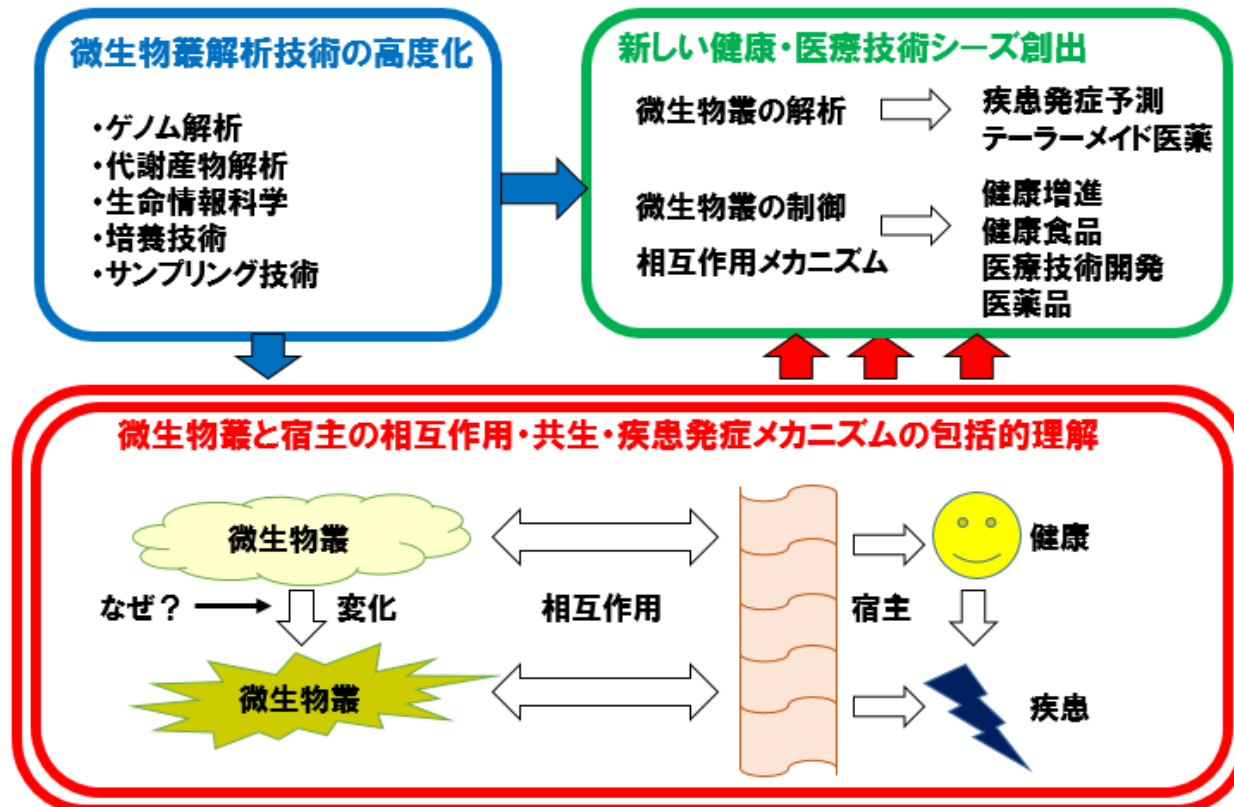 微生物叢解析技術の高度化
・ゲノム解析
・代謝産物解析
・生命情報科学
・培養技術
・サンプリング技術
新しい健康・医療技術シーズ創出
微生物叢の解析
疾患発症予測
テーラーメイド医薬
微生物叢の制御
相互作用メカニズム
健康増進
健康食品
医療技術開発
医薬品
微生物叢と宿主の相互作用・共生・疾患発症メカニズムの包括的理解
微生物叢
健康
なぜ？
変化
相互作用
宿主
微生物叢
疾患